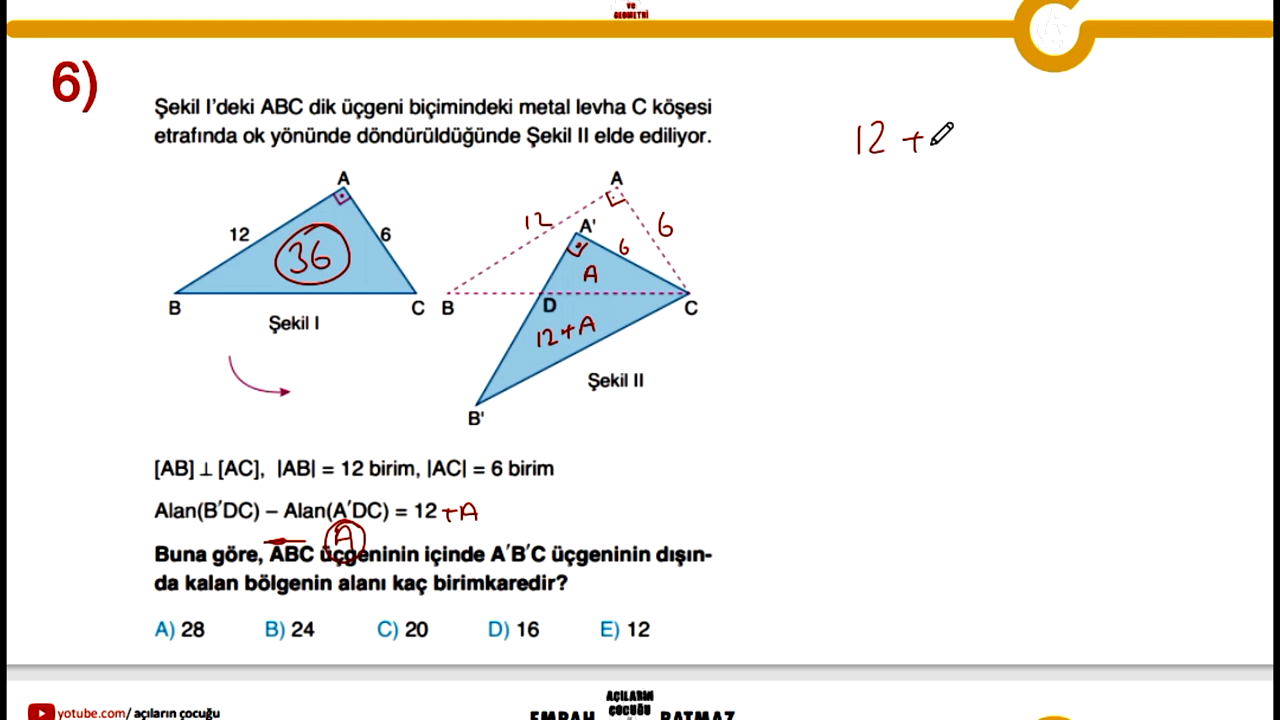 VE
GEOMETRİ
6)
Şekil I'deki ABC dik üçgeni biçimindeki metal levha C köşesi
etrafında ok yönünde döndürüldüğünde Şekil II elde ediliyor.
12 +
A
12
6
36
B
C
Şekil I
A
12
6
A'
6
A
B
D
C
12+A
Şekil II
B'
[AB] ⊥ [AC], |AB| = 12 birim, |AC| = 6 birim
Alan(B'DC) – Alan(A'DC) = 12 +A
A
Buna göre, ABC üçgeninin içinde A'B'C üçgeninin dışın-
da kalan bölgenin alanı kaç birimkaredir?
A) 28 B) 24 C) 20 D) 16 E) 12
yotube.com/ açıların çocuğu
AÇILARIN
ÇOCUĞU
EMRAH BATMAZ